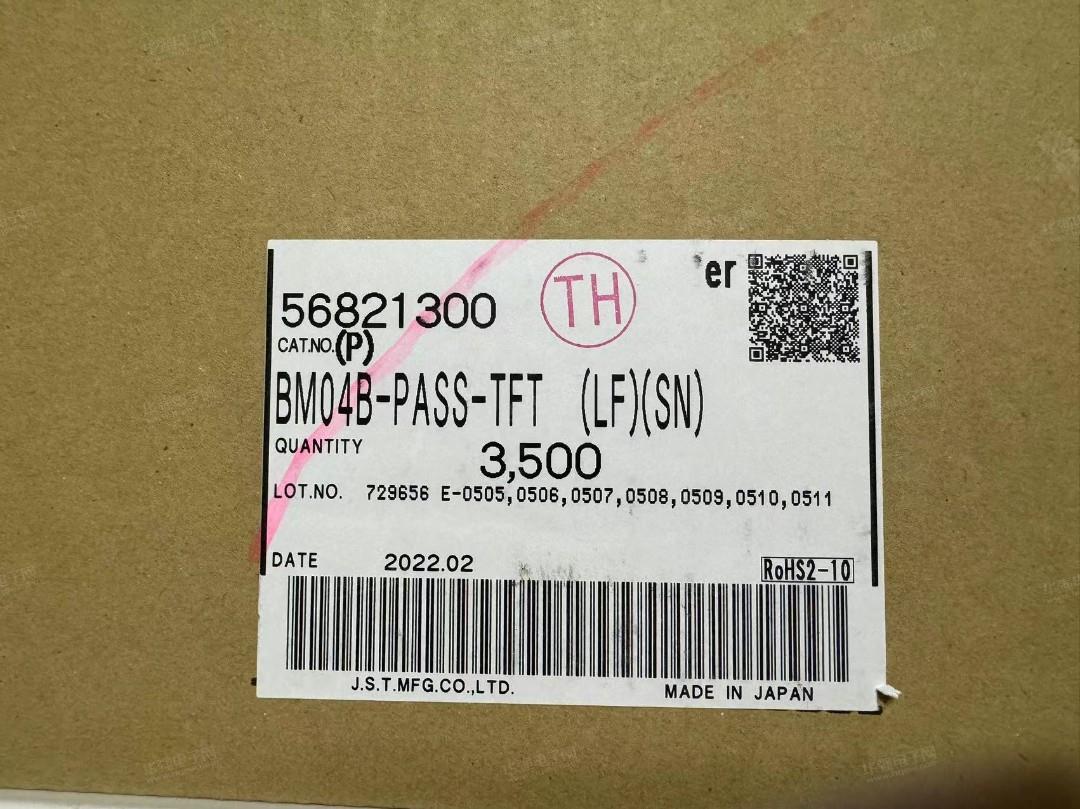 er
56821300
TH
CAT.NO.(P)
BM04B-PASS-TFT (LF)(SN)
QUANTITY
3,500
LOT.NO. 729656 E-0505,0506,0507,0508,0509,0510,0511
DATE 2022.02
RoHS2-10
J.S.T.MFG.CO.,LTD.
MADE IN JAPAN